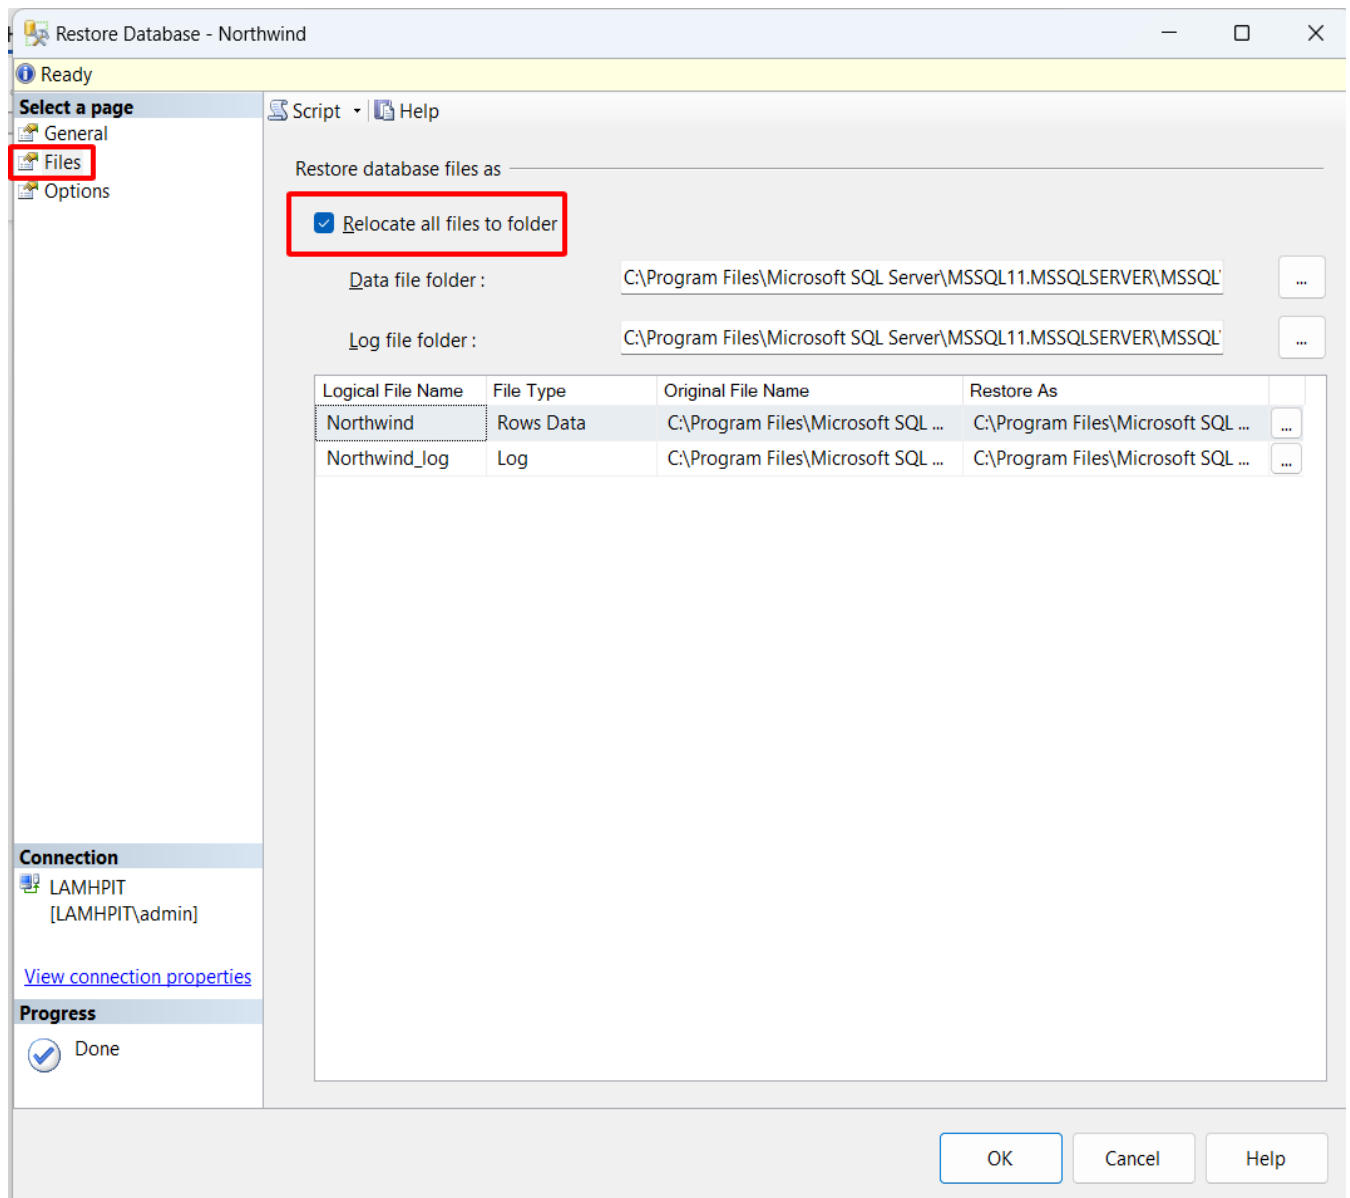 Restore Database - Northwind
Ready
Select a page
General
Files
Options
Script
Help
Restore database files as
Relocate all files to folder
Data file folder :
C:\Program Files\Microsoft SQL Server\MSSQL11.MSSQLSERVER\MSSQL\
...
Log file folder :
C:\Program Files\Microsoft SQL Server\MSSQL11.MSSQLSERVER\MSSQL\
...
Logical File Name File Type Original File Name Restore As
Northwind Rows Data C:\Program Files\Microsoft SQL ... C:\Program Files\Microsoft SQL ... ...
Northwind_log Log C:\Program Files\Microsoft SQL ... C:\Program Files\Microsoft SQL ... ...
Connection
LAMHPIT
[LAMHPIT\admin]
View connection properties
Progress
Done
OK Cancel Help